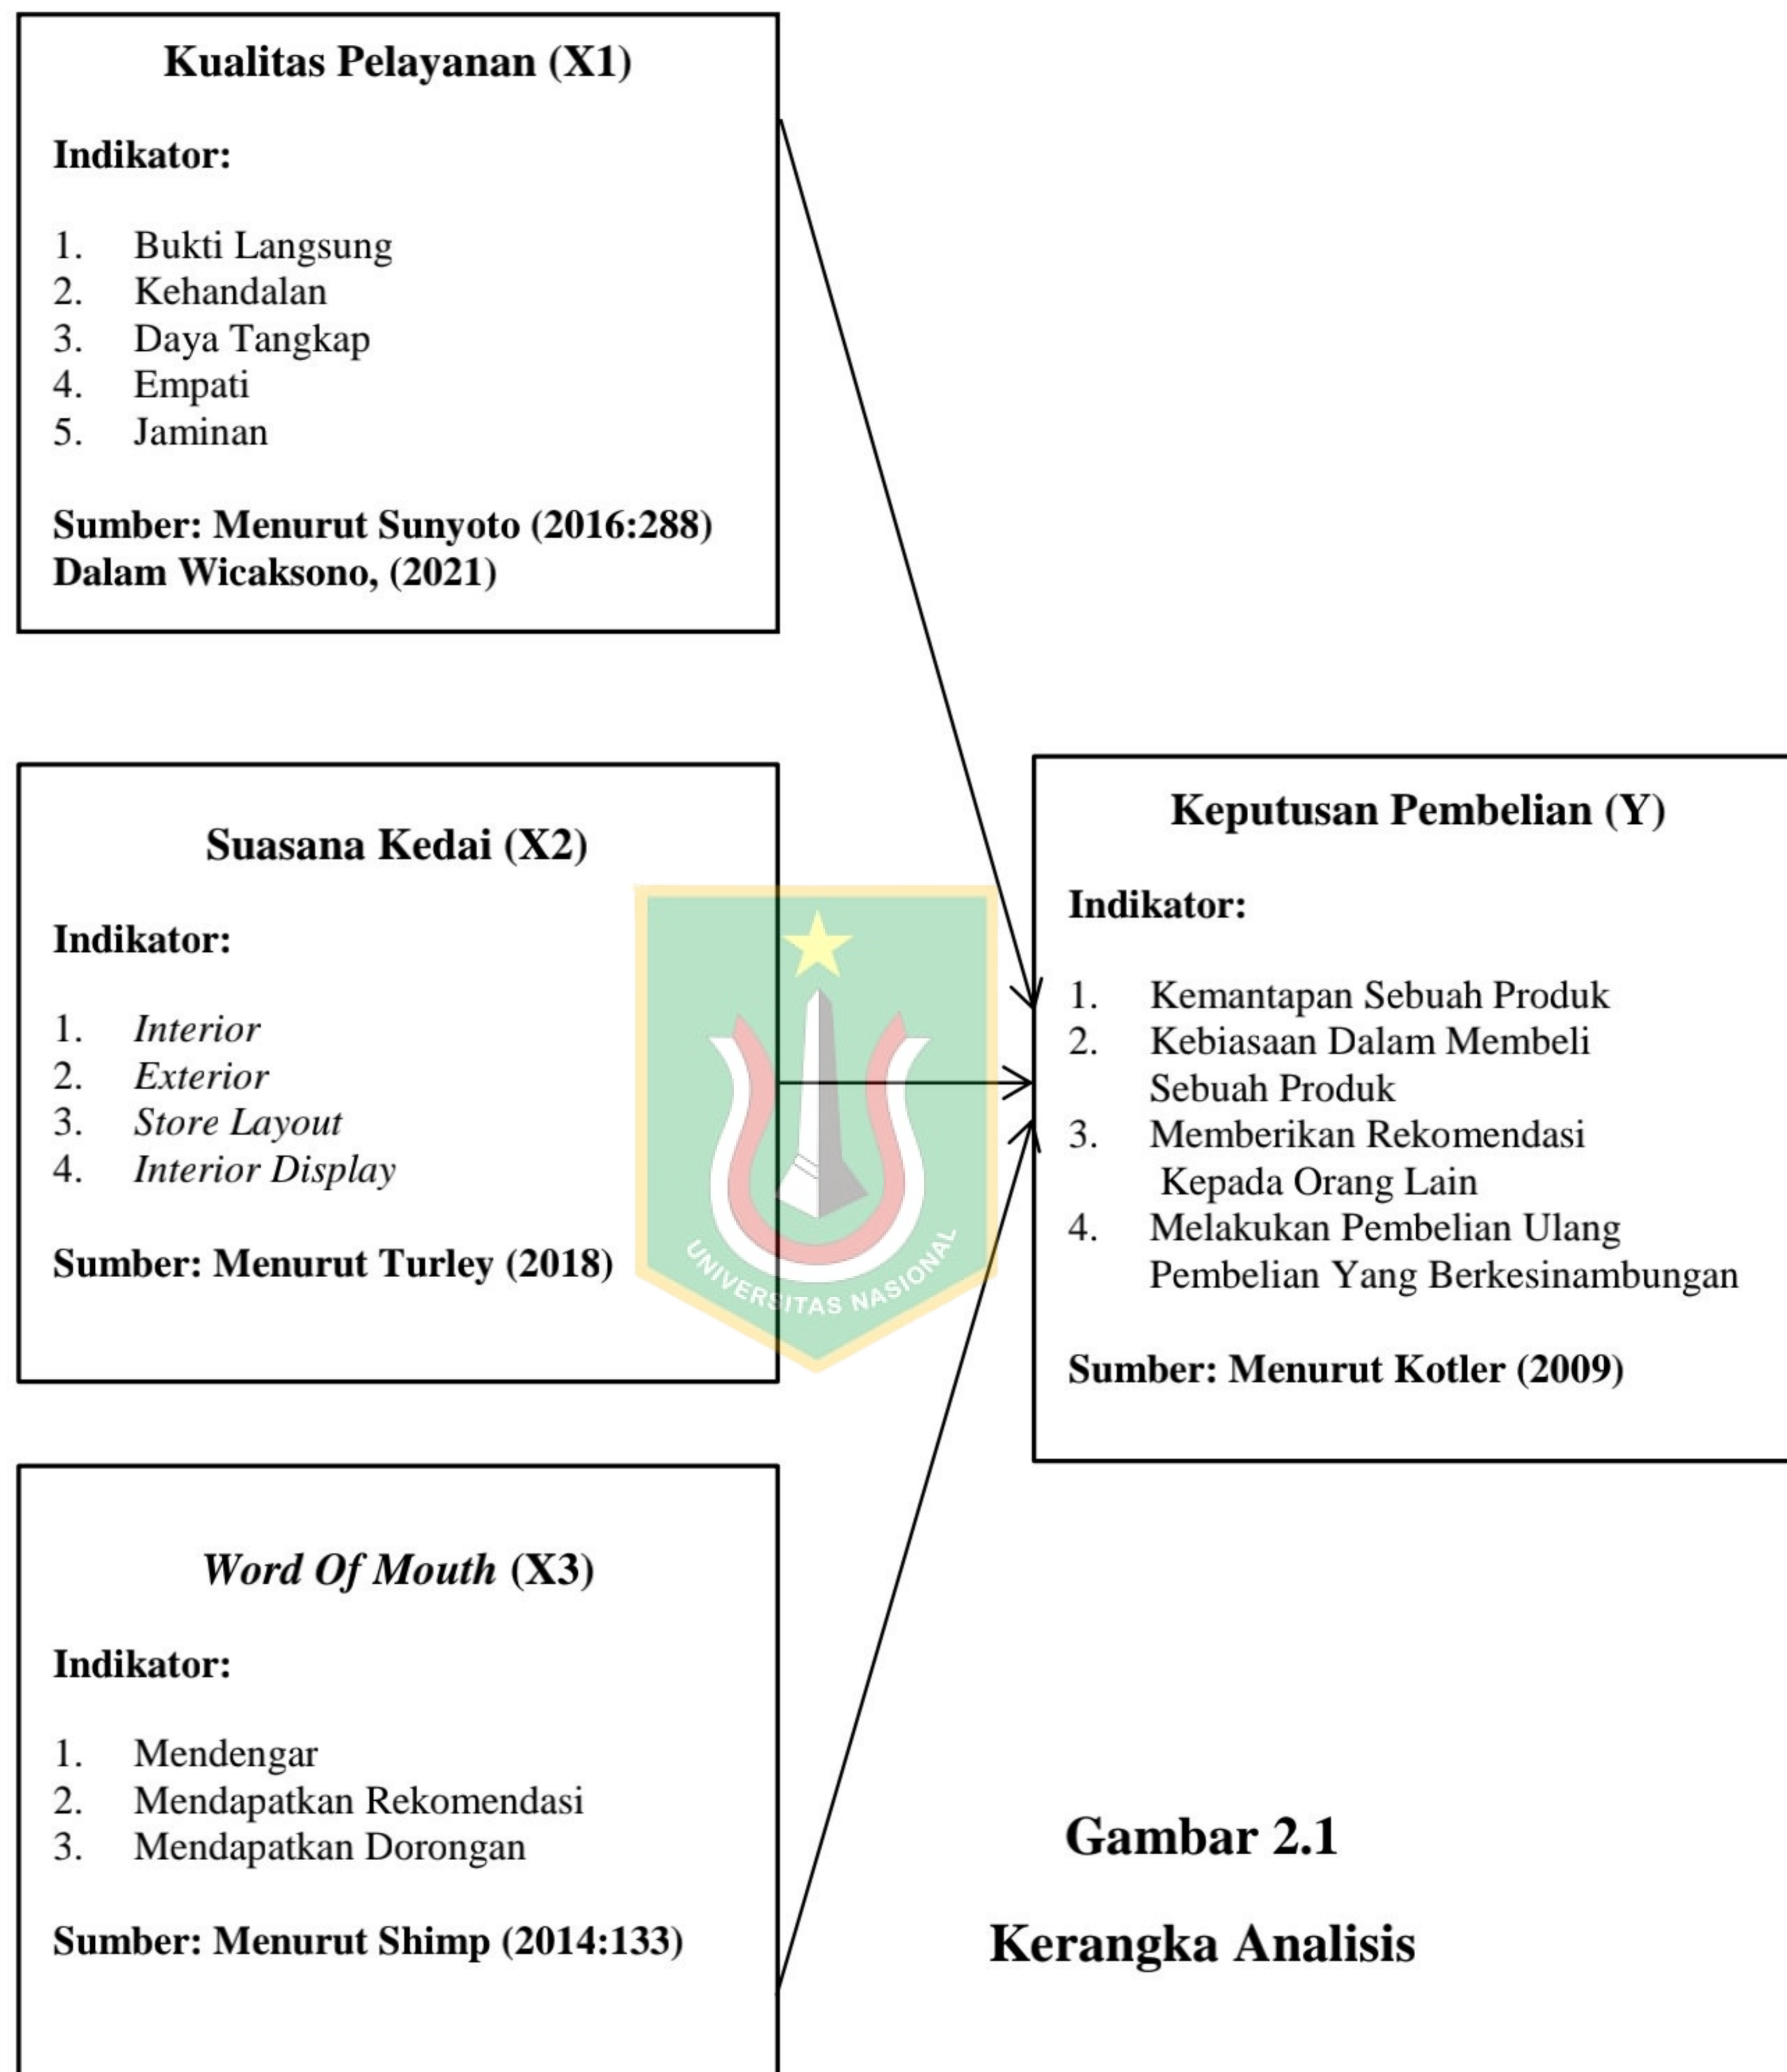 Kualitas Pelayanan (X1)
Indikator:
1. Bukti Langsung
2. Kehandalan
3. Daya Tangkap
4. Empati
5. Jaminan
Sumber: Menurut Sunyoto (2016:288)
Dalam Wicaksono, (2021)
Suasana Kedai (X2)
Indikator:
1. Interior
2. Exterior
3. Store Layout
4. Interior Display
Sumber: Menurut Turley (2018)
UNIVERSITAS NASIONAL
Keputusan Pembelian (Y)
Indikator:
1. Kemantapan Sebuah Produk
2. Kebiasaan Dalam Membeli
Sebuah Produk
3. Memberikan Rekomendasi
Kepada Orang Lain
4. Melakukan Pembelian Ulang
Pembelian Yang Berkesinambungan
Sumber: Menurut Kotler (2009)
Word Of Mouth (X3)
Indikator:
1. Mendengar
2. Mendapatkan Rekomendasi
3. Mendapatkan Dorongan
Sumber: Menurut Shimp (2014:133)
Gambar 2.1
Kerangka Analisis